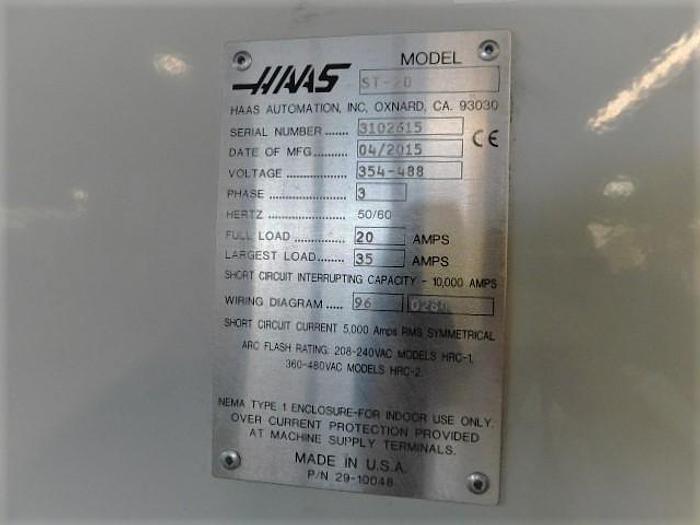 MODEL
HAAS ST-20
HAAS AUTOMATION, INC, OXNARD, CA. 93030
SERIAL NUMBER ...... 3102615
DATE OF MFG.......... 04/2015 CE
VOLTAGE ................ 354-488
PHASE .................... 3
HERTZ .................... 50/60
FULL LOAD ............. 20 AMPS
LARGEST LOAD....... 35 AMPS
SHORT CIRCUIT INTERRUPTING CAPACITY - 10,000 AMPS
WIRING DIAGRAM ..... 96
SHORT CIRCUIT CURRENT 5,000 Amps RMS SYMMETRICAL
ARC FLASH RATING: 208-240VAC MODELS HRC-1,
360-480VAC MODELS HRC-2.
NEMA TYPE 1 ENCLOSURE-FOR INDOOR USE ONLY.
OVER CURRENT PROTECTION PROVIDED
AT MACHINE SUPPLY TERMINALS.
MADE IN U.S.A.
P/N 29-10048